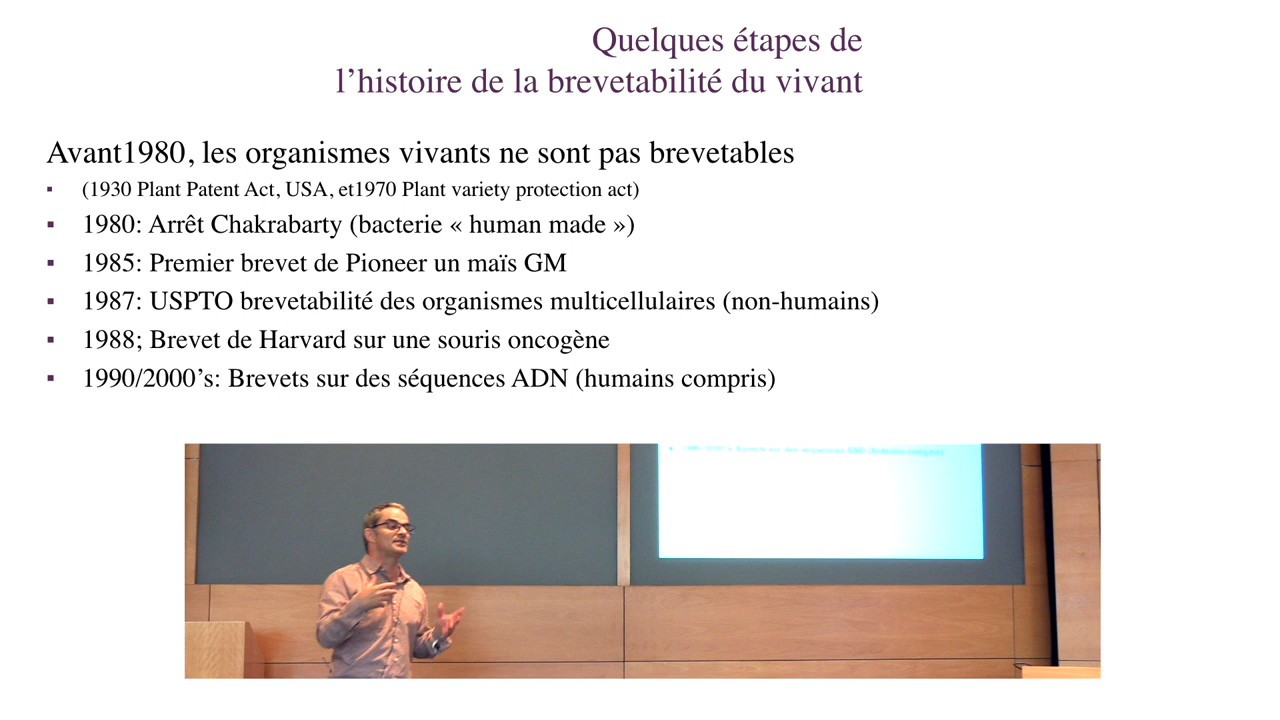 Quelques étapes de
l’histoire de la brevetabilité du vivant
Avant1980, les organismes vivants ne sont pas brevetables
▪ (1930 Plant Patent Act, USA, et1970 Plant variety protection act)
▪ 1980: Arrêt Chakrabarty (bacterie « human made »)
▪ 1985: Premier brevet de Pioneer un maïs GM
▪ 1987: USPTO brevetabilité des organismes multicellulaires (non-humains)
▪ 1988; Brevet de Harvard sur une souris oncogène
▪ 1990/2000’s: Brevets sur des séquences ADN (humains compris)